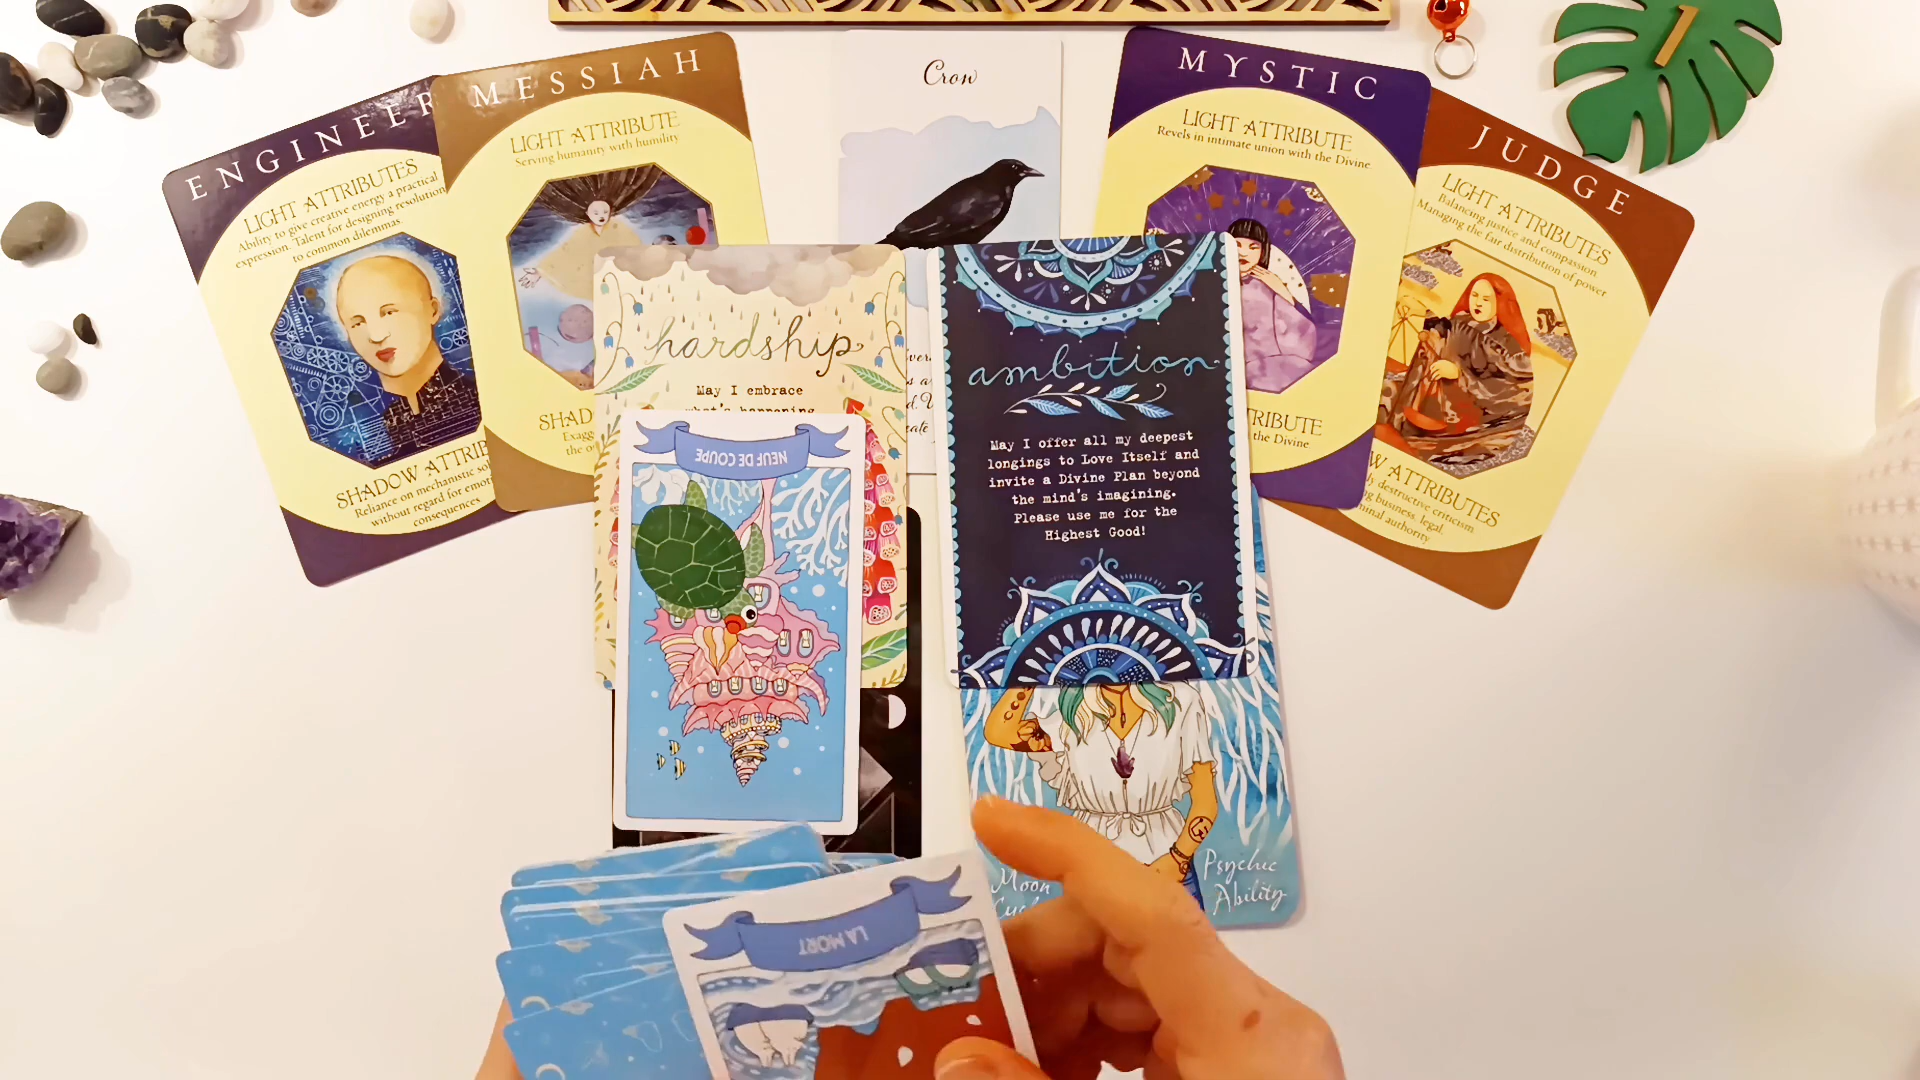 ENGINEER
LIGHT ATTRIBUTES
Ability to give creative energy a practical
expression. Talent for designing resolution
to common dilemmas.
SHADOW ATTRIB
Reliance on mechanistic
without regard for
consequences
MESSIAH
LIGHT ATTRIBUTE
Serving humanity with humility
SHAD
Crow
MYSTIC
LIGHT ATTRIBUTE
Revels in intimate union with the Divine
TRIBUTE
the Divine
JUDGE
LIGHT ATTRIBUTES
Balancing justice and compassion
Managing the fair distribution of power
W ATTRIBUTES
destructive criticism
business, legal,
authority
hardship
May I embrace
what's happening
NEUF DE COUPE
ambition
May I offer all my deepest
longings to Love Itself and
invite a Divine Plan beyond
the mind's imagining.
Please use me for the
Highest Good!
Moon
Psychic
Ability
LA MORT
1